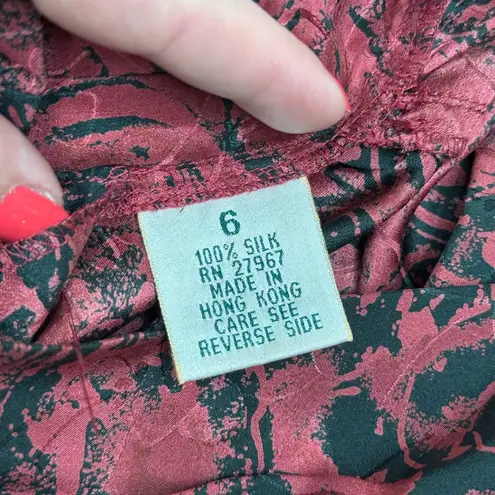 6
100% SILK
RN 27967
MADE IN
HONG KONG
CARE SEE
REVERSE SIDE